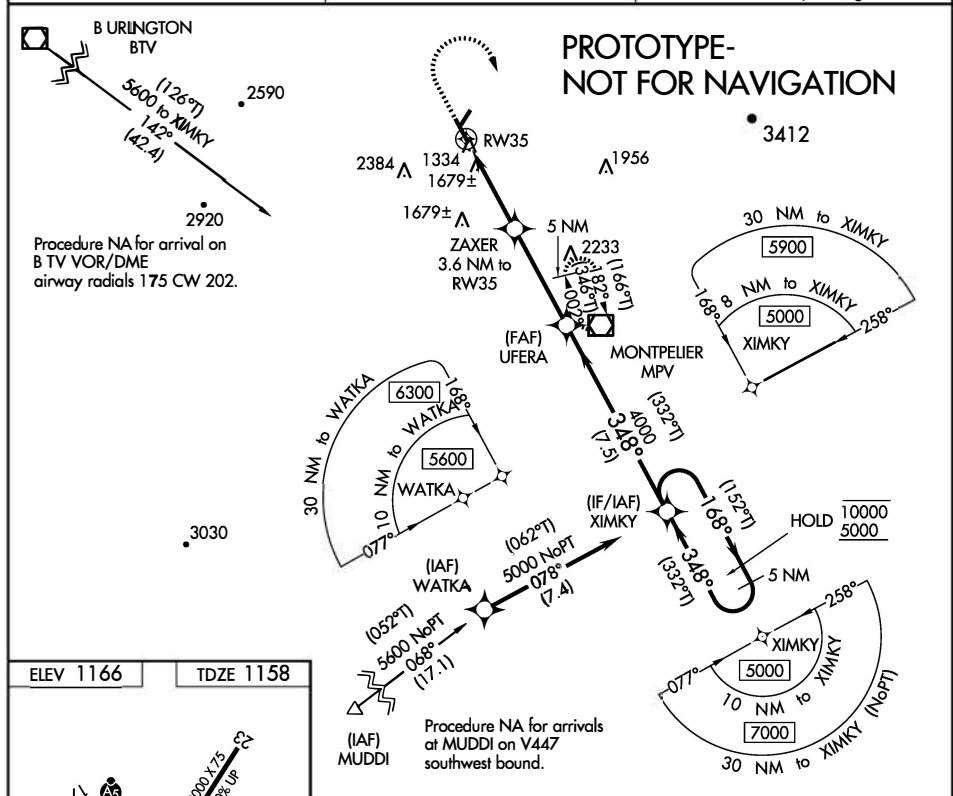 B URLINGTON
BTV
(126°T)
5600 to XIMKY
142°
(42.4)
2590
2920
Procedure NA for arrival on
B TV VOR/DME
airway radials 175 CW 202.
PROTOTYPE-
NOT FOR NAVIGATION
3412
RW35
2384
1334
1679±
1956
1679±
ZAXER
3.6 NM to
RW35
5 NM
2233
182°
(166°T)
(346°T)
002°
(FAF)
UFERA
MONTPELIER
MPV
30 NM to XIMKY
5900
8 NM to XIMKY
5000
168°
258°
XIMKY
30 NM to WATKA
6300
168°
10 NM to WATKA
5600
WATKA
077°
(332°T)
4000
348°
(7.5)
(IF/IAF)
XIMKY
(152°T)
168°
348°
(332°T)
HOLD 10000
5000
5 NM
3030
(IAF)
WATKA
(062°T)
5000 NoPT
078°
(7.4)
(052°T)
5600 NoPT
068°
(17.1)
(IAF)
MUDDI
Procedure NA for arrivals
at MUDDI on V447
southwest bound.
258°
XIMKY
077°
5000
10 NM to XIMKY
7000
30 NM to XIMKY (NoPT)
ELEV 1166
TDZE 1158
23
000 X 75
% UP
A5